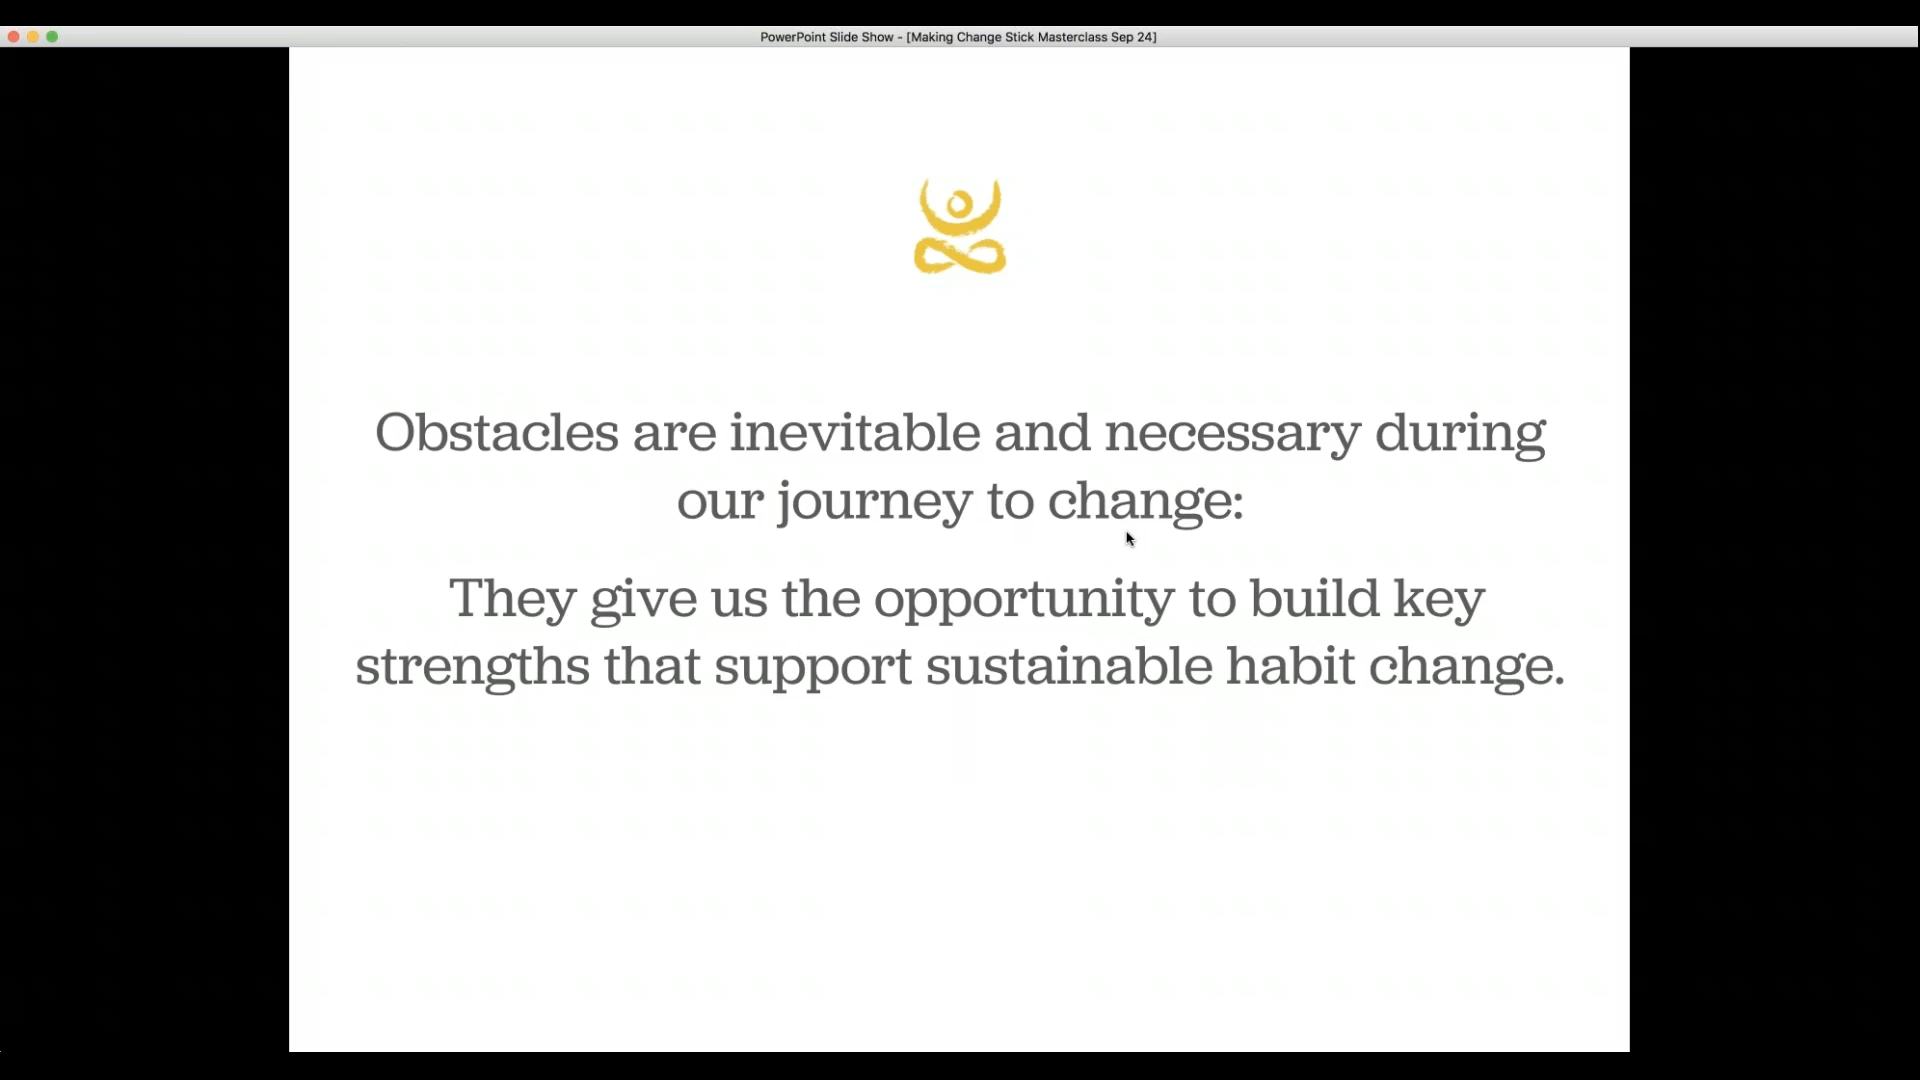 PowerPoint Slide Show - [Making Change Stick Masterclass Sep 24]
Obstacles are inevitable and necessary during
our journey to change:
They give us the opportunity to build key
strengths that support sustainable habit change.